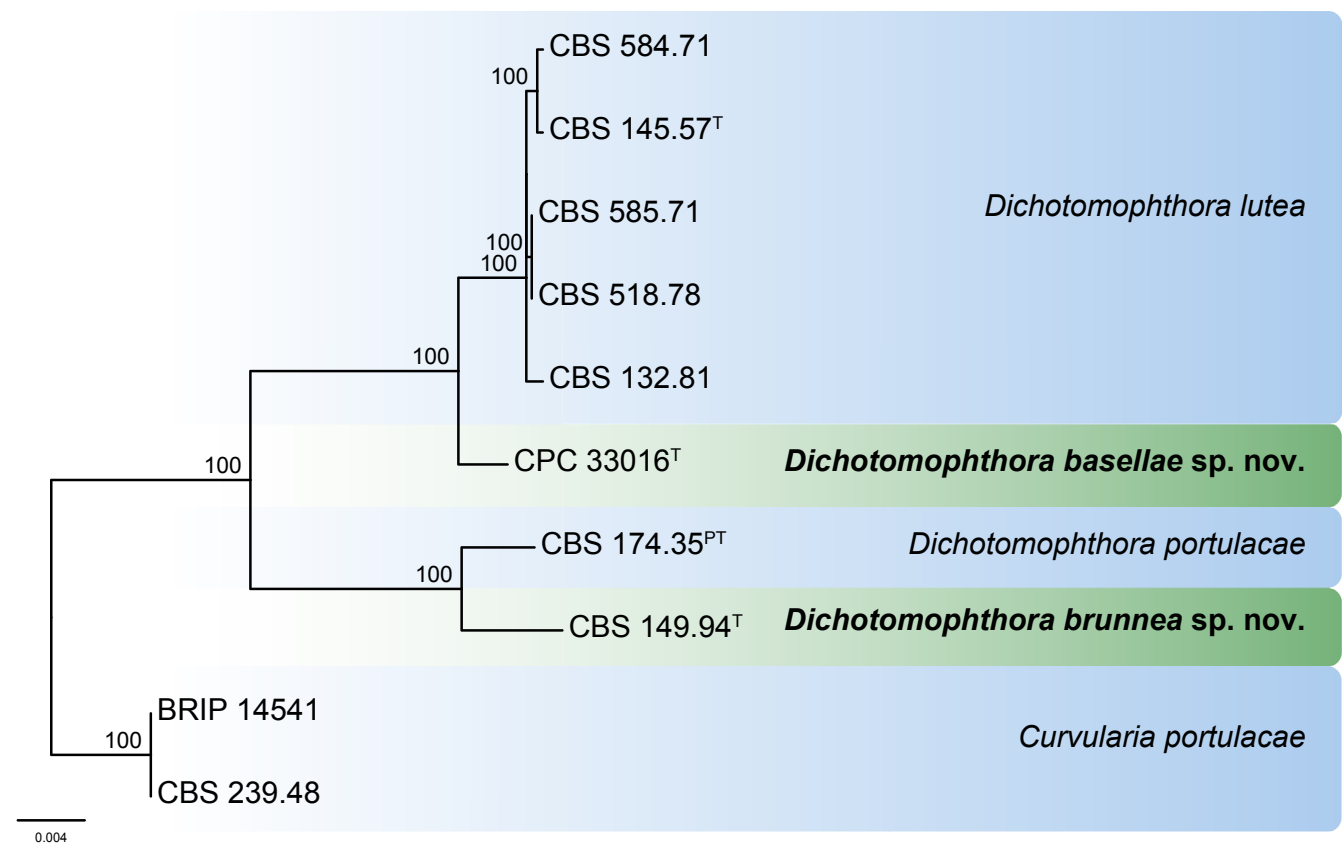 CBS 584.71
100
CBS 145.57ᵀ
Dichotomophthora lutea
CBS 585.71
100
100
CBS 518.78
100
CBS 132.81
CPC 33016ᵀ
Dichotomophthora basellae sp. nov.
100
CBS 174.35ᴾᵀ
Dichotomophthora portulacae
100
CBS 149.94ᵀ
Dichotomophthora brunnea sp. nov.
BRIP 14541
100
Curvularia portulacae
CBS 239.48
0.004